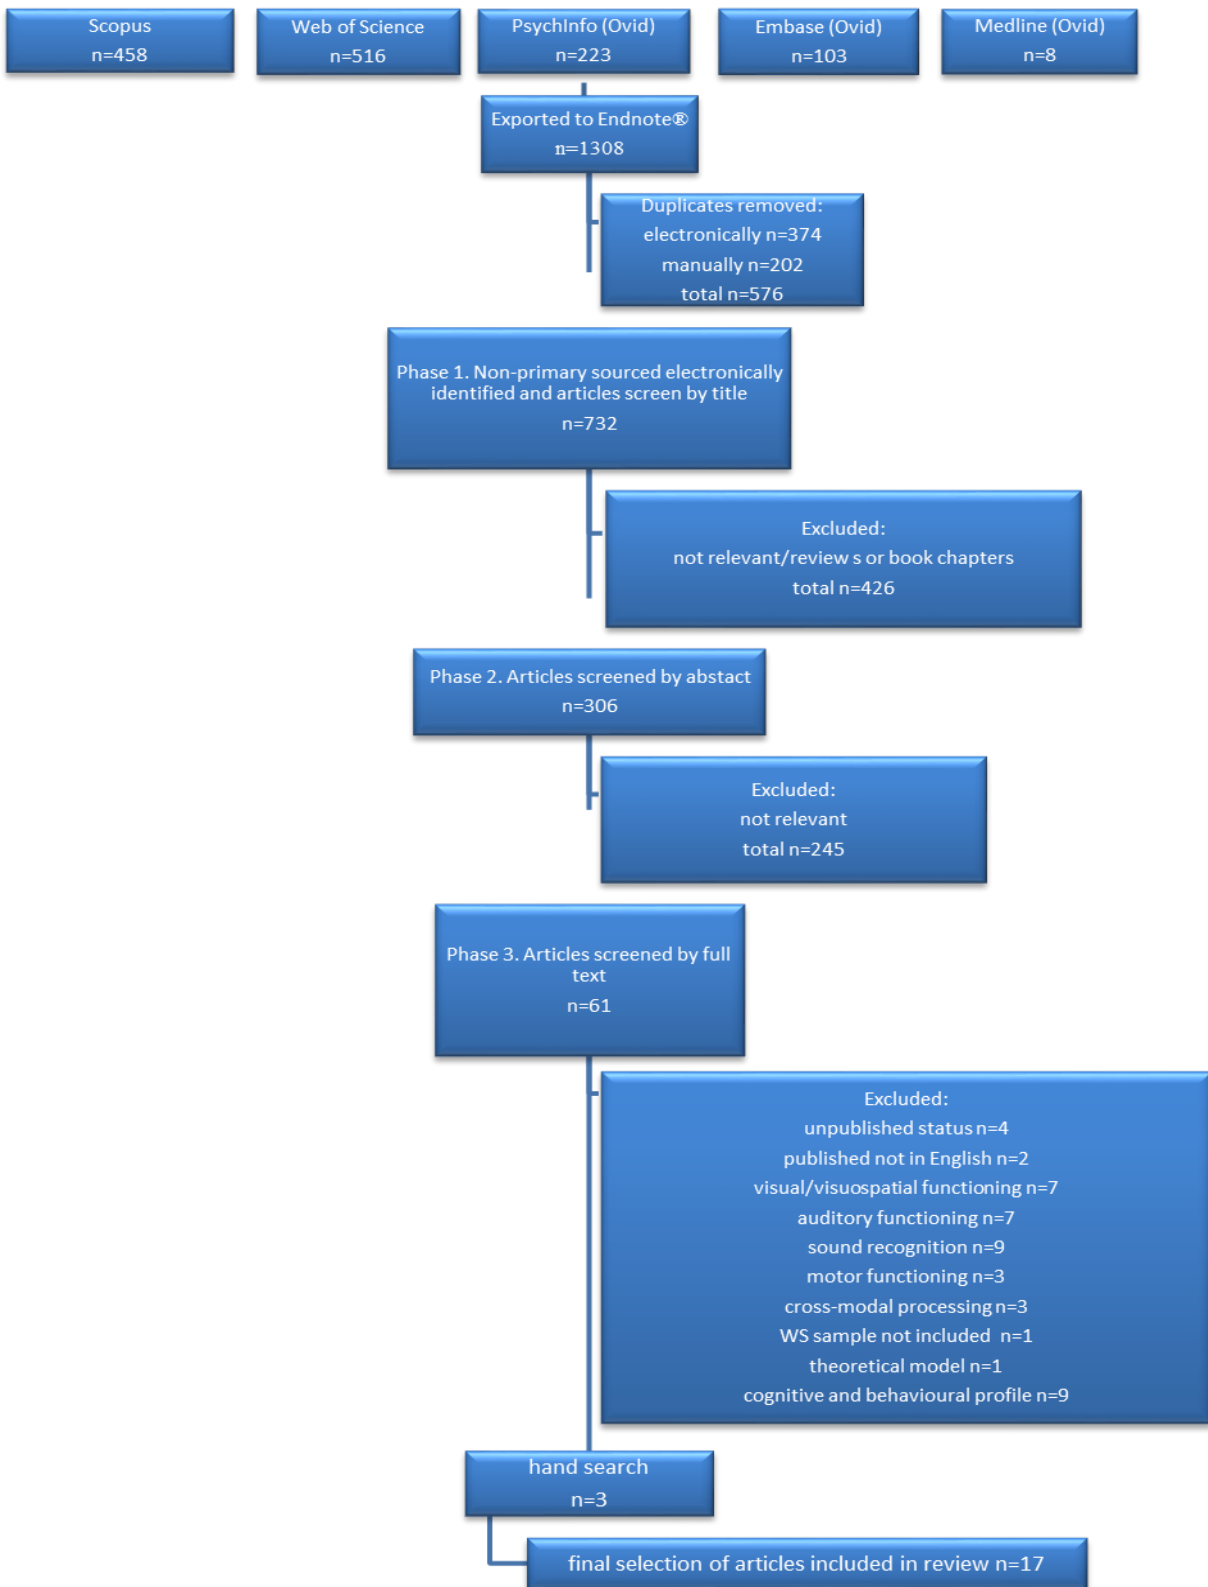 Scopus
n=458
Web of Science
n=516
PsychInfo (Ovid)
n=223
Embase (Ovid)
n=103
Medline (Ovid)
n=8
Exported to Endnote®
n=1308
Duplicates removed:
electronically n=374
manually n=202
total n=576
Phase 1. Non-primary sourced electronically
identified and articles screen by title
n=732
Excluded:
not relevant/review s or book chapters
total n=426
Phase 2. Articles screened by abstact
n=306
Excluded:
not relevant
total n=245
Phase 3. Articles screened by full
text
n=61
Excluded:
unpublished status n=4
published not in English n=2
visual/visuospatial functioning n=7
auditory functioning n=7
sound recognition n=9
motor functioning n=3
cross-modal processing n=3
WS sample not included n=1
theoretical model n=1
cognitive and behavioural profile n=9
hand search
n=3
final selection of articles included in review n=17